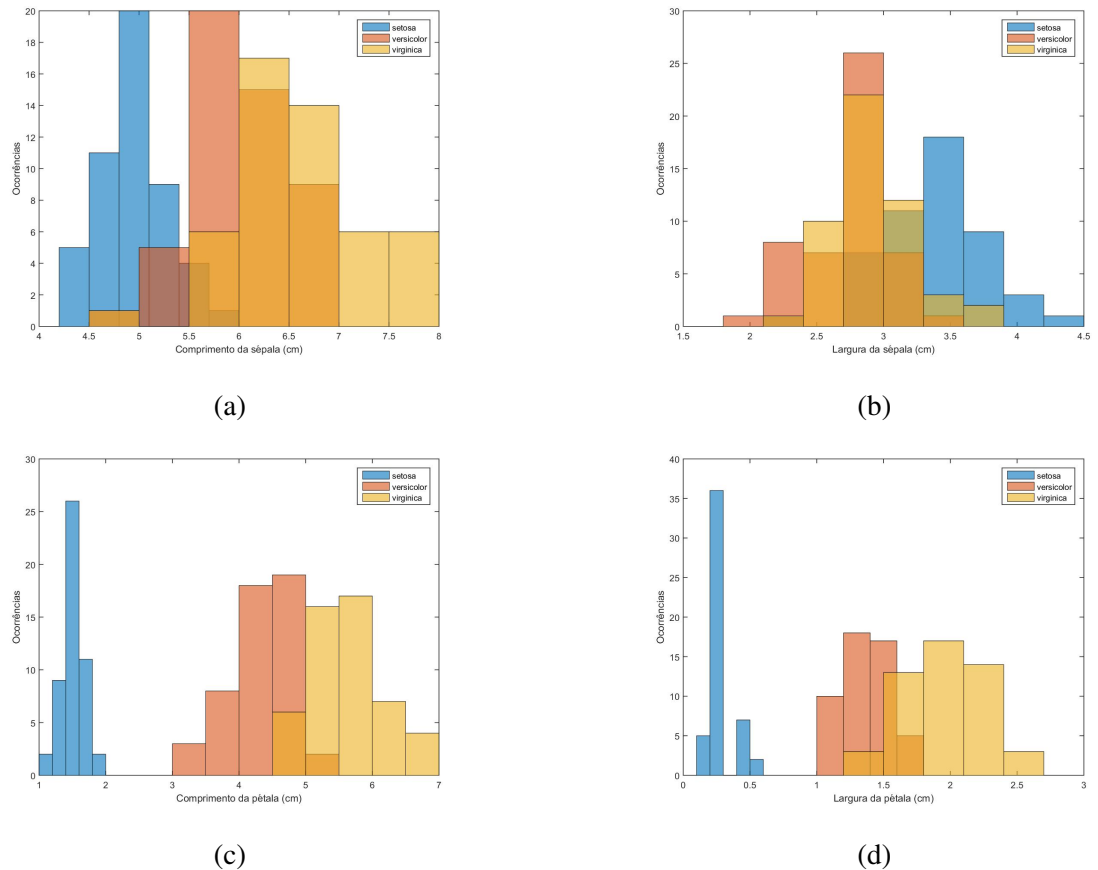 20
18
16
14
12
10
8
6
4
2
0
Ocorrências
4 4.5 5 5.5 6 6.5 7 7.5 8
Comprimento da sépala (cm)
setosa
versicolor
virginica
(a)
30
25
20
15
10
5
0
Ocorrências
1.5 2 2.5 3 3.5 4 4.5
Largura da sèpala (cm)
setosa
versicolor
virginica
(b)
30
25
20
15
10
5
0
Ocorrências
1 2 3 4 5 6 7
Comprimento da pètala (cm)
setosa
versicolor
virginica
(c)
40
35
30
25
20
15
10
5
0
Ocorrências
0 0.5 1 1.5 2 2.5 3
Largura da pètala (cm)
setosa
versicolor
virginica
(d)